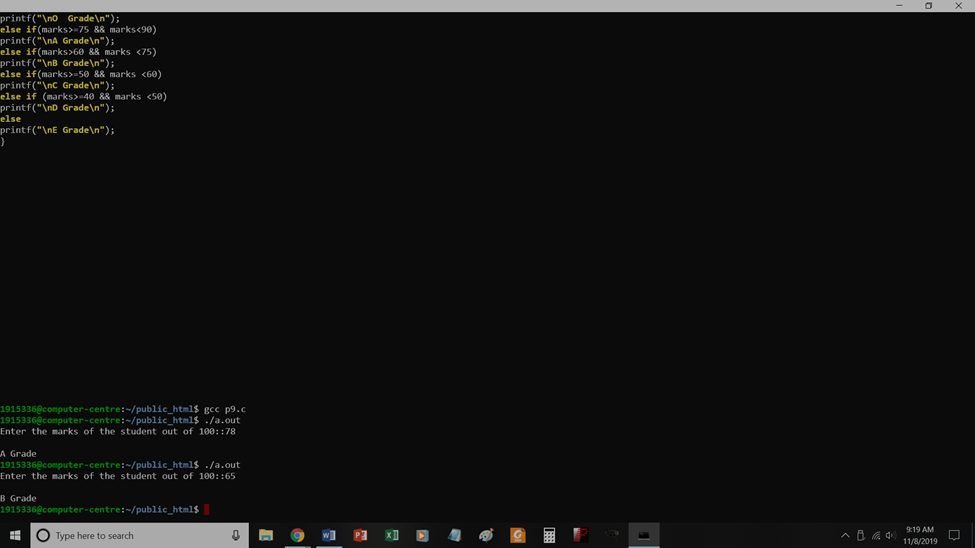 printf("\nO  Grade\n");
else if(marks>=75 && marks<90)
printf("\nA Grade\n");
else if(marks>60 && marks <75)
printf("\nB Grade\n");
else if(marks>=50 && marks <60)
printf("\nC Grade\n");
else if (marks>=40 && marks <50)
printf("\nD Grade\n");
else
printf("\nE Grade\n");
}
1915336@computer-centre:~/public_html$ gcc p9.c
1915336@computer-centre:~/public_html$ ./a.out
Enter the marks of the student out of 100::78
A Grade
1915336@computer-centre:~/public_html$ ./a.out
Enter the marks of the student out of 100::65
B Grade
1915336@computer-centre:~/public_html$
Type here to search
9:19 AM
11/8/2019